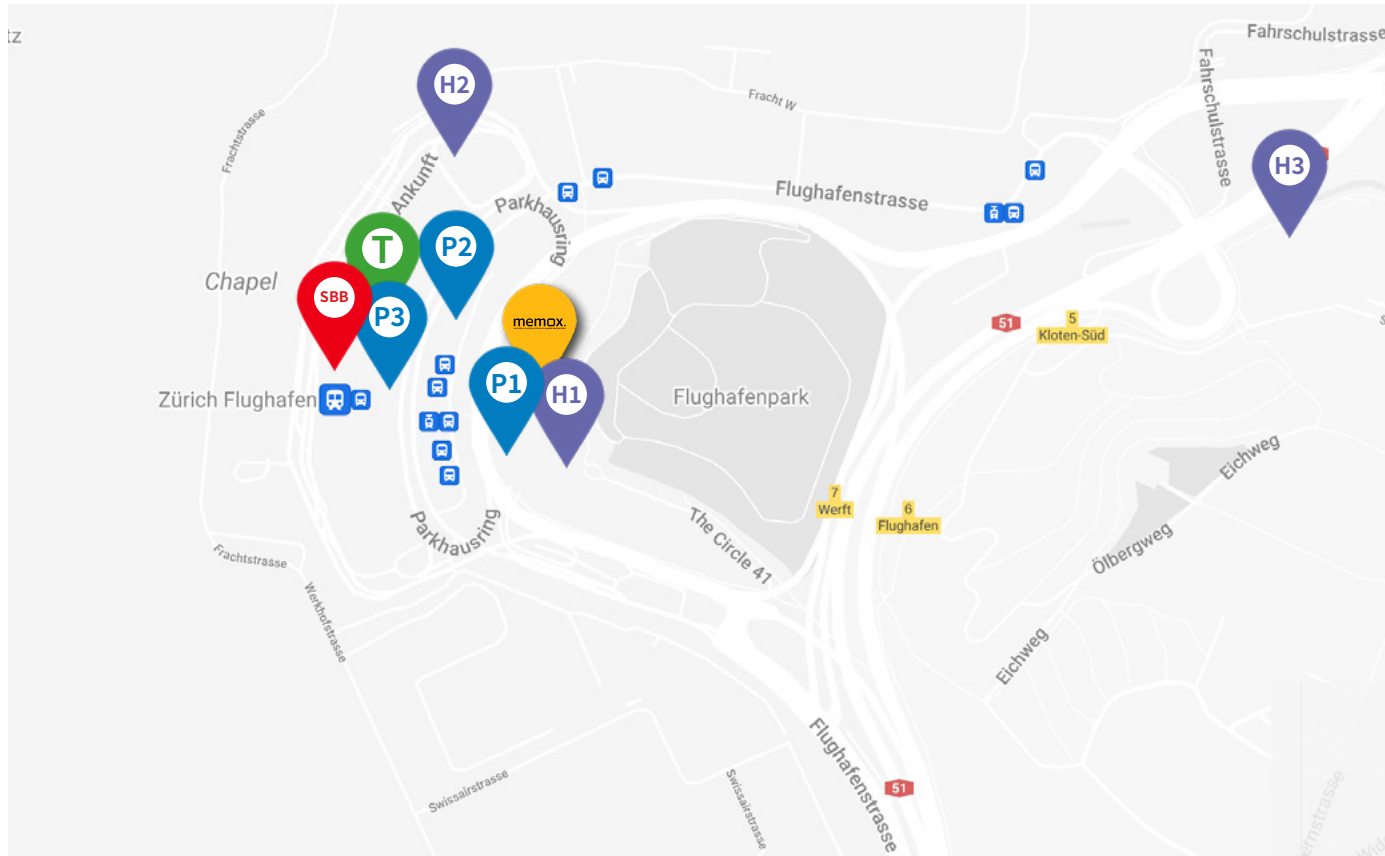 tz
Fahrschulstrasse
Fahrschulstrasse
H2
Fracht W
Frachtstrasse
H3
Ankunft
Flughafenstrasse
Parkhausring
T
P2
Chapel
SBB
P3
memox.
51
5
Kloten-Süd
P1
H1
Zürich Flughafen
Flughafenpark
Eichweg
7
Werft
6
Flughafen
Parkhausring
The Circle 41
Ölbergweg
Frachtstrasse
Werkhofstrasse
Eichweg
Flughafenstrasse
51
Swissairstrasse
Swissairstrasse
ernstrasse